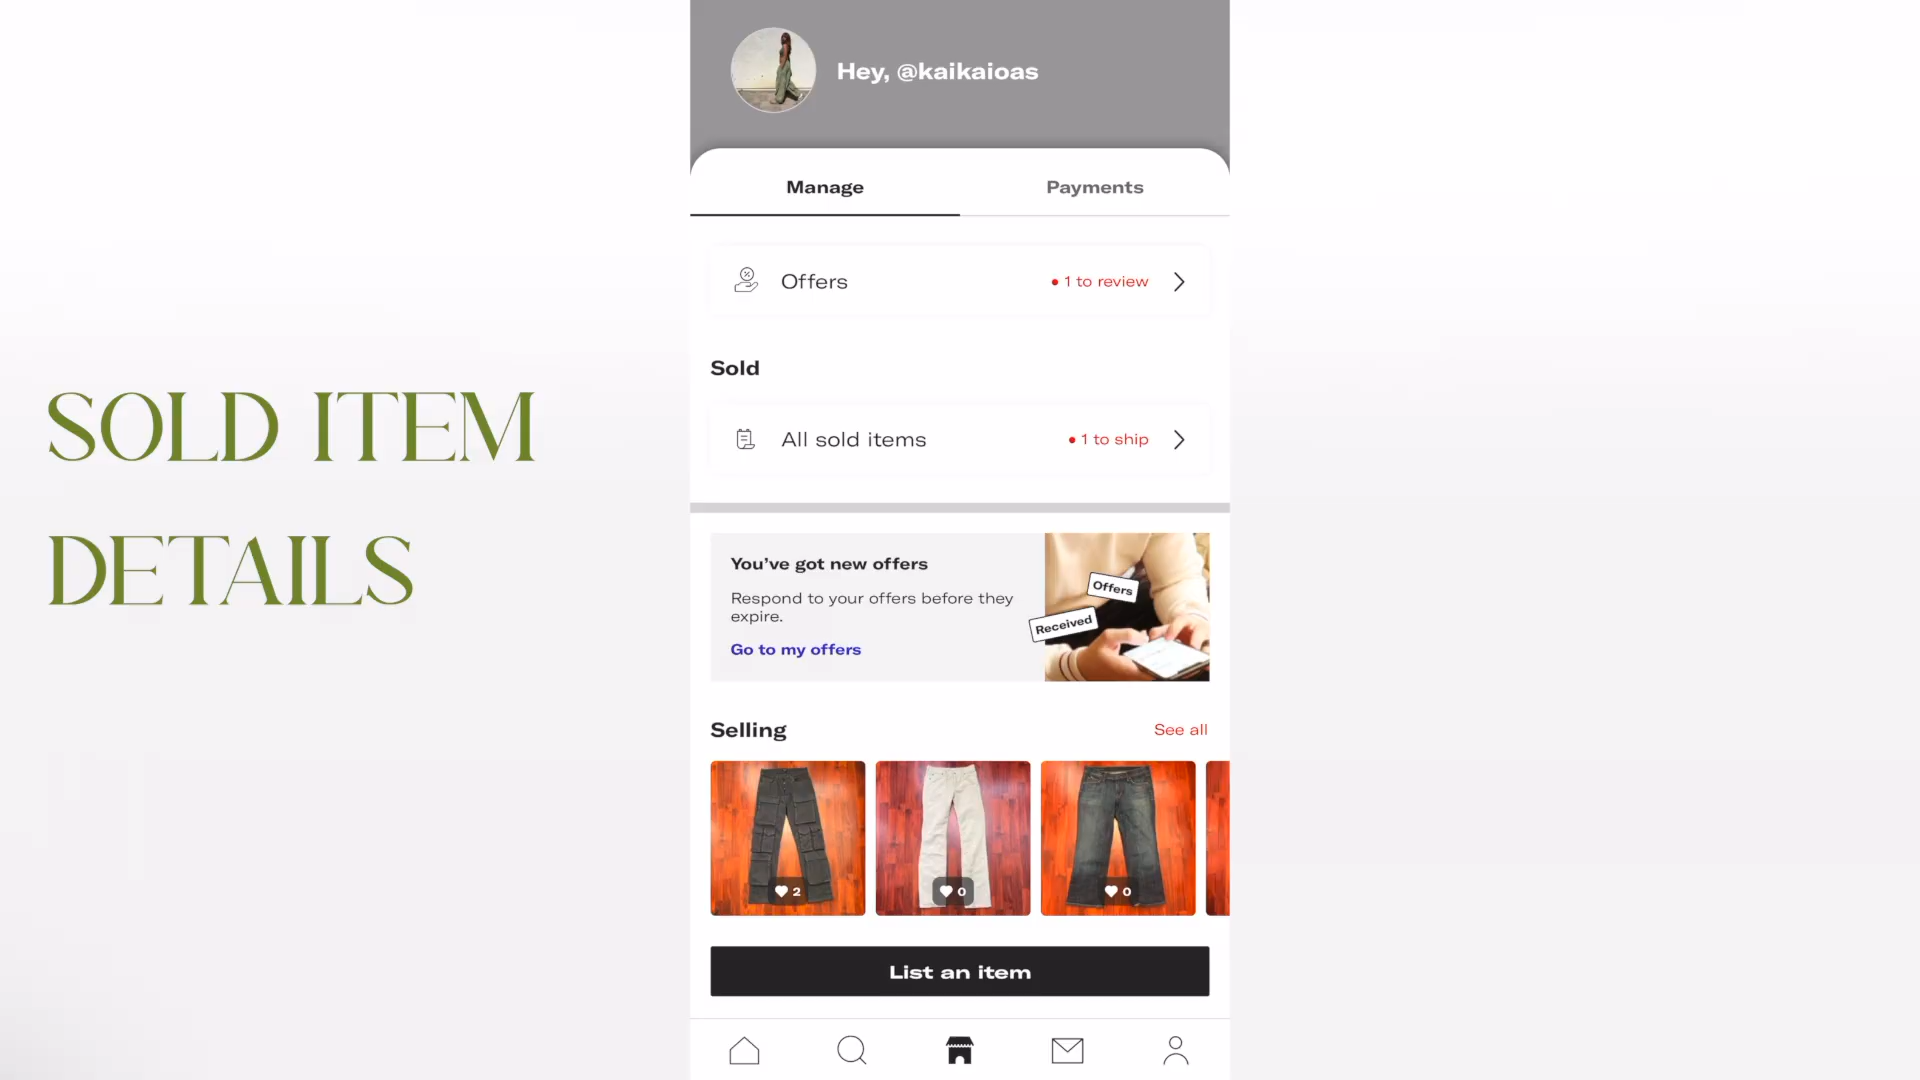 Hey, @kaikaioas
Manage
Payments
Offers
1 to review
Sold
All sold items
1 to ship
SOLD ITEM
DETAILS
You’ve got new offers
Respond to your offers before they
expire.
Go to my offers
Offers
Received
Selling
See all
2
0
0
List an item